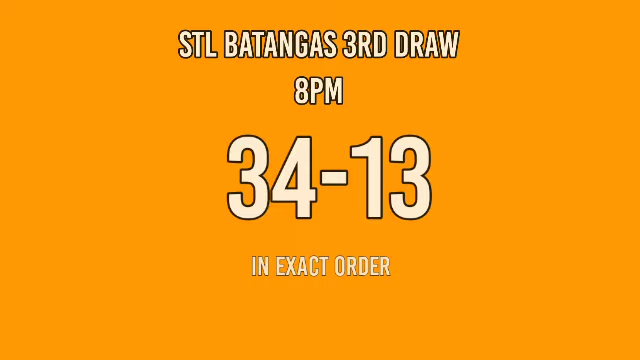 STL BATANGAS 3RD DRAW
8PM
34-13
IN EXACT ORDER